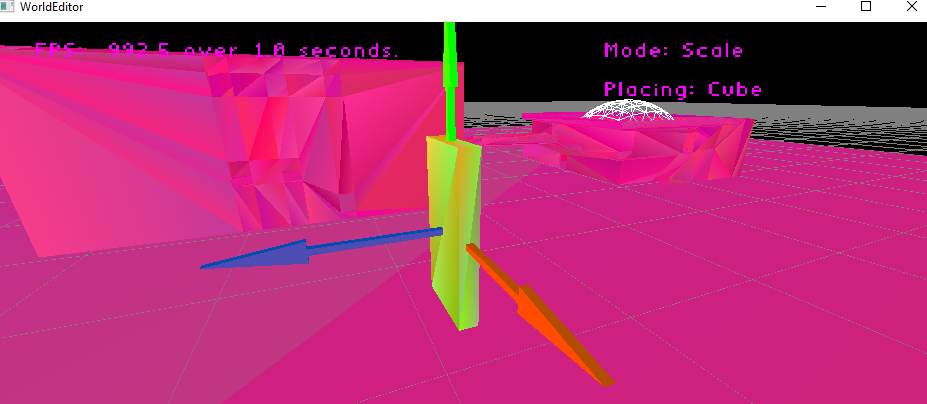 WorldEditor
FPS: 992.5 over 1.0 seconds.
Mode: Scale
Placing: Cube